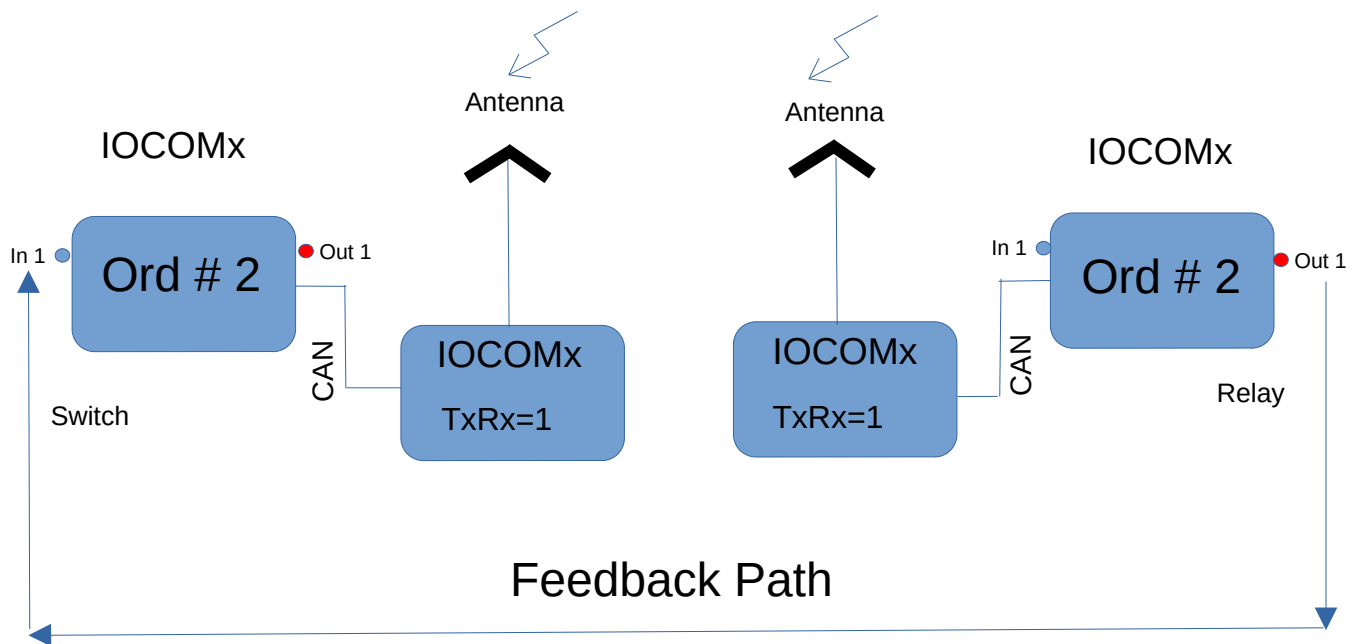 Antenna
Antenna
IOCOMx
IOCOMx
In 1
Ord # 2
Out 1
In 1
Ord # 2
Out 1
CAN
IOCOMx
TxRx=1
IOCOMx
TxRx=1
CAN
Switch
Relay
Feedback Path